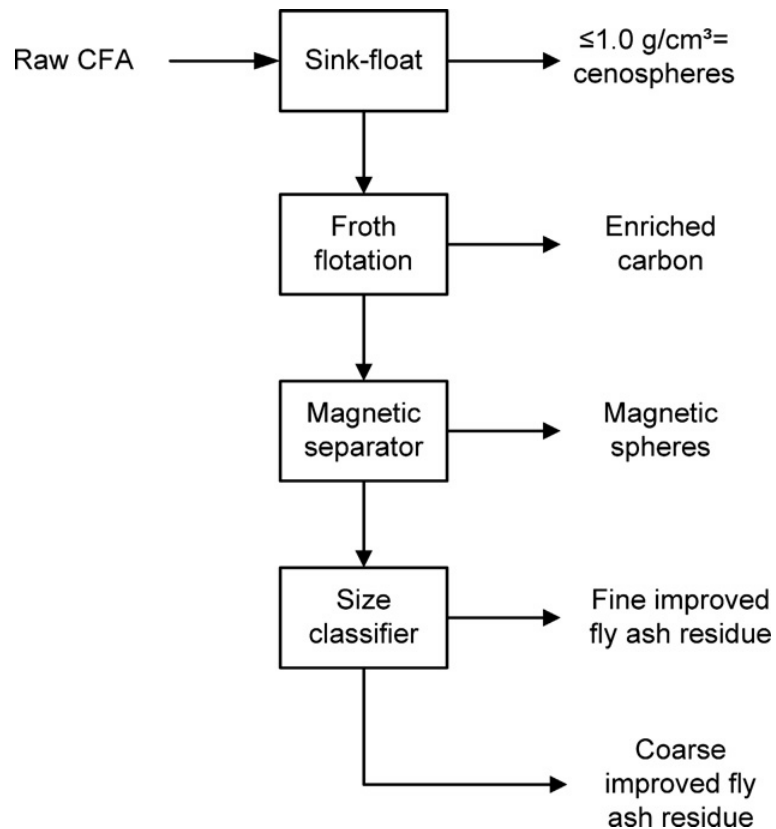 Raw CFA
Sink-float
≤1.0 g/cm³=
cenospheres
Froth
flotation
Enriched
carbon
Magnetic
separator
Magnetic
spheres
Size
classifier
Fine improved
fly ash residue
Coarse
improved fly
ash residue